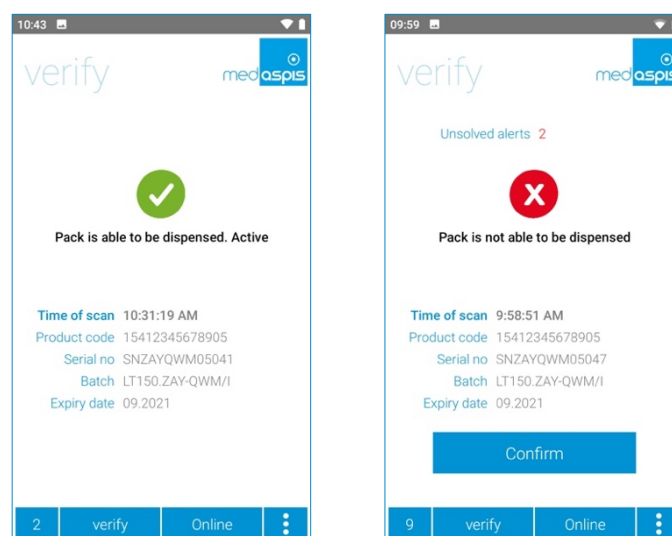 10:43
verify
medaspis
Pack is able to be dispensed. Active
Time of scan 10:31:19 AM
Product code 15412345678905
Serial no SNZAYQWM05041
Batch LT150.ZAY-QWM/I
Expiry date 09.2021
2 verify Online
09:59
verify
medaspis
Unsolved alerts 2
Pack is not able to be dispensed
Time of scan 9:58:51 AM
Product code 15412345678905
Serial no SNZAYQWM05047
Batch LT150.ZAY-QWM/I
Expiry date 09.2021
Confirm
9 verify Online